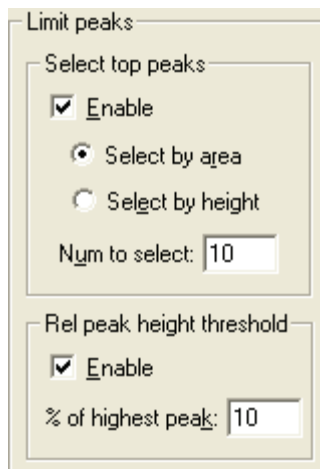 Limit peaks
Select top peaks
Enable
Select by area
Select by height
Num to select: 10
Rel peak height threshold
Enable
% of highest peak: 10